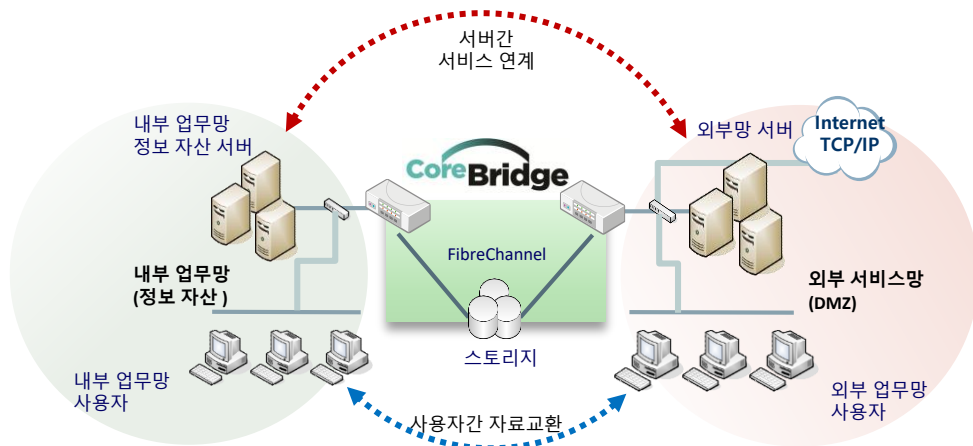 서버간
서비스 연계
내부 업무망
정보 자산 서버
외부망 서버
Internet
TCP/IP
CoreBridge
FibreChannel
내부 업무망
(정보 자산 )
외부 서비스망
(DMZ)
스토리지
내부 업무망
사용자
외부 업무망
사용자
사용자간 자료교환